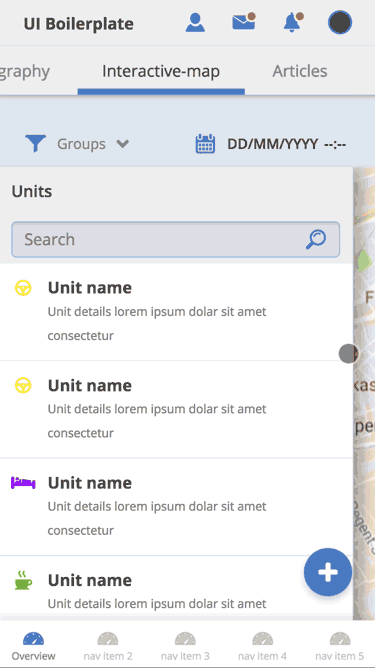 UI Boilerplate
graphy Interactive-map Articles
Groups DD/MM/YYYY --:--
Units
Search
Unit name
Unit details lorem ipsum dolar sit amet
consectetur
Unit name
Unit details lorem ipsum dolar sit amet
consectetur
Unit name
Unit details lorem ipsum dolar sit amet
consectetur
Unit name
Unit details lorem ipsum dolar sit amet
Overview nav item 2 nav item 3 nav item 4 nav item 5